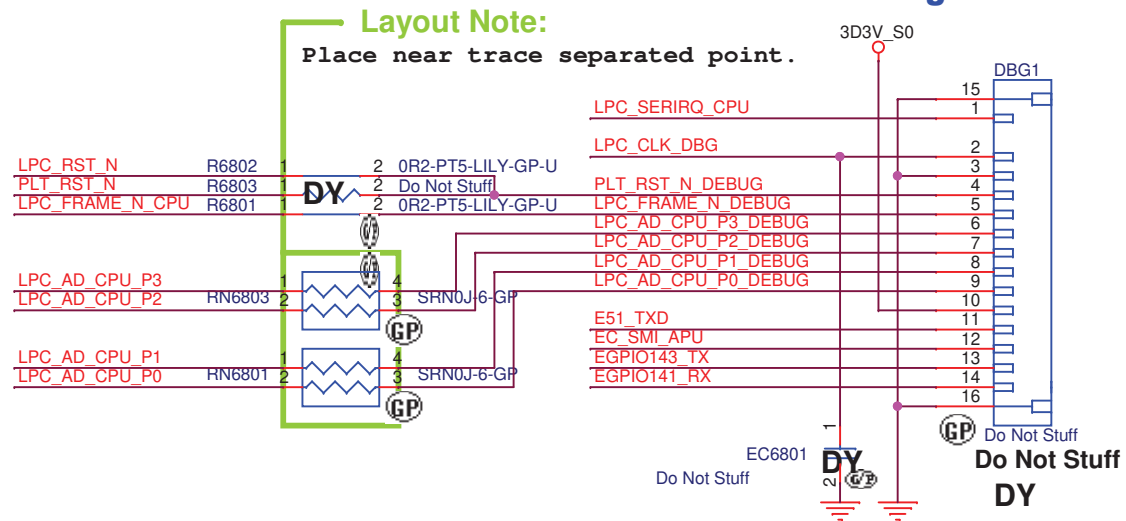 Layout Note:
Place near trace separated point.
3D3V_S0
DBG1
15
LPC_SERIRQ_CPU
1
LPC_CLK_DBG
2
3
LPC_RST_N R6802 1 2 0R2-PT5-LILY-GP-U
PLT_RST_N R6803 1 DY 2 Do Not Stuff
LPC_FRAME_N_CPU R6801 1 2 0R2-PT5-LILY-GP-U
PLT_RST_N_DEBUG 4
LPC_FRAME_N_DEBUG 5
LPC_AD_CPU_P3_DEBUG 6
LPC_AD_CPU_P2_DEBUG 7
LPC_AD_CPU_P1_DEBUG 8
LPC_AD_CPU_P0_DEBUG 9
10
E51_TXD 11
EC_SMI_APU 12
EGPIO143_TX 13
EGPIO141_RX 14
16
G/P
G/P
LPC_AD_CPU_P3 1 4
LPC_AD_CPU_P2 RN6803 2 3 SRN0J-6-GP
GP
LPC_AD_CPU_P1 1 4
LPC_AD_CPU_P0 RN6801 2 3 SRN0J-6-GP
GP
1
EC6801 DY
Do Not Stuff 2 G/P
GP Do Not Stuff
Do Not Stuff
DY